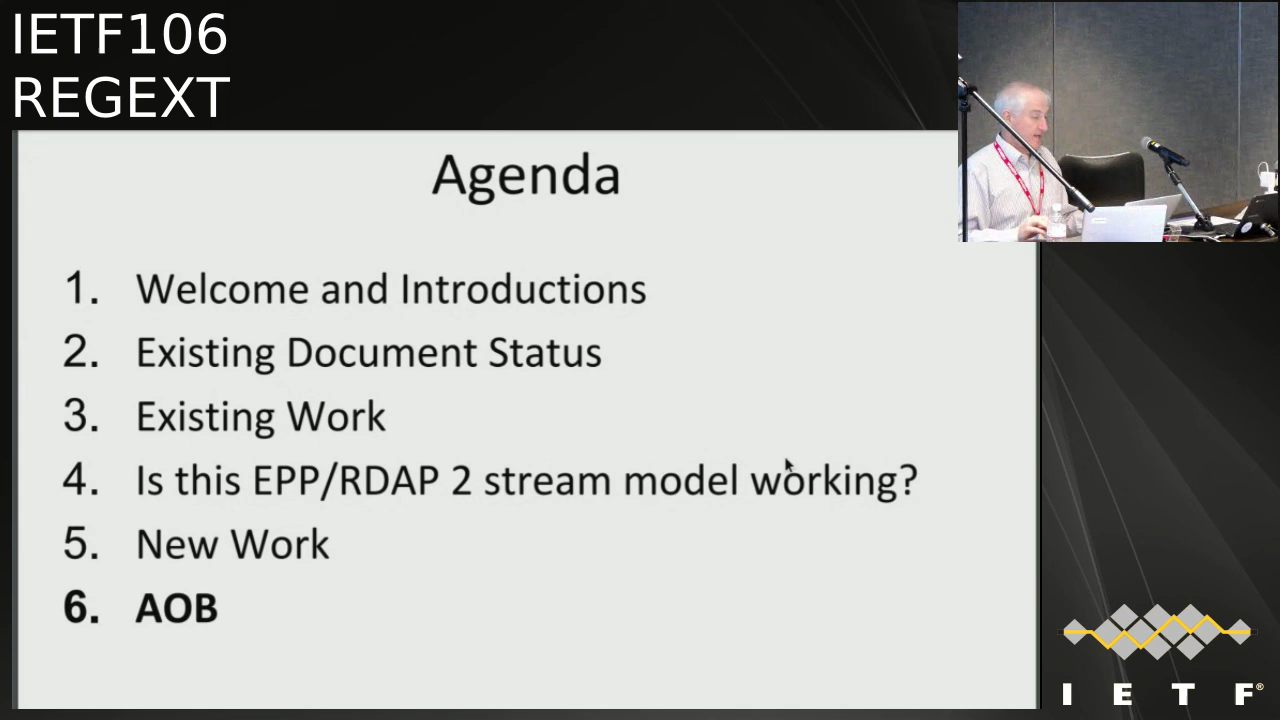 IETF106
REGEXT
Agenda
1. Welcome and Introductions
2. Existing Document Status
3. Existing Work
4. Is this EPP/RDAP 2 stream model working?
5. New Work
6. AOB
I E T F®